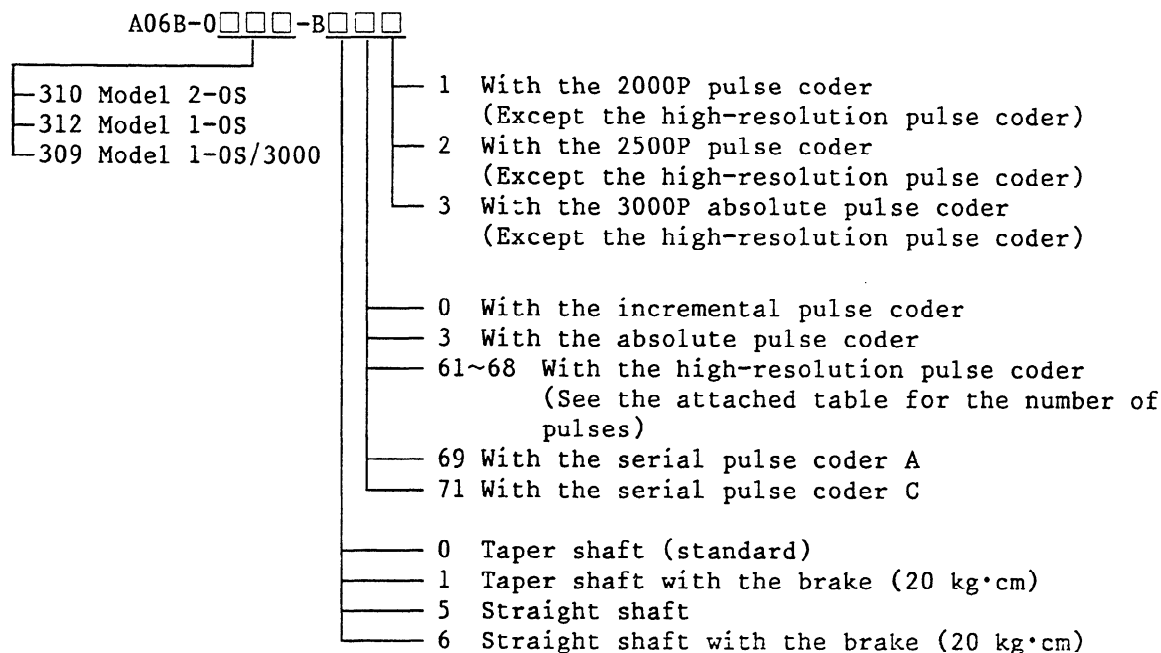 A06B-0□□□-B□□□
310 Model 2-0S
312 Model 1-0S
309 Model 1-0S/3000
1 With the 2000P pulse coder
(Except the high-resolution pulse coder)
2 With the 2500P pulse coder
(Except the high-resolution pulse coder)
3 With the 3000P absolute pulse coder
(Except the high-resolution pulse coder)
0 With the incremental pulse coder
3 With the absolute pulse coder
61~68 With the high-resolution pulse coder
(See the attached table for the number of
pulses)
69 With the serial pulse coder A
71 With the serial pulse coder C
0 Taper shaft (standard)
1 Taper shaft with the brake (20 kg·cm)
5 Straight shaft
6 Straight shaft with the brake (20 kg·cm)